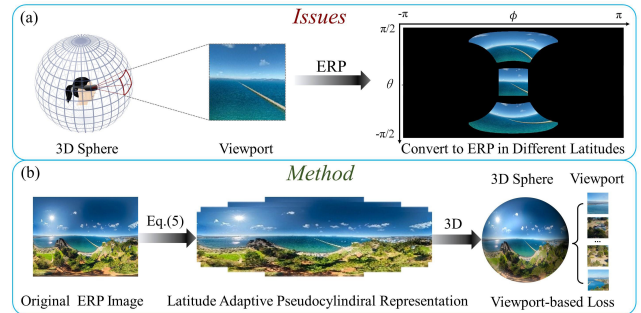 (a)
Issues
-π
ϕ
π
π/2
ERP
θ
-π/2
3D Sphere
Viewport
Convert to ERP in Different Latitudes
(b)
Method
3D Sphere
Viewport
Eq.(5)
3D
...
Original ERP Image
Latitude Adaptive Pseudocylindiral Representation
Viewport-based Loss